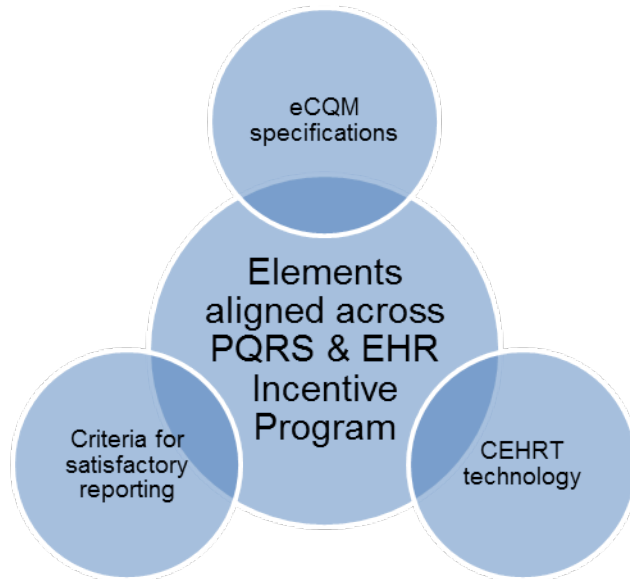 eCQM
specifications
Elements
aligned across
PQRS & EHR
Incentive
Program
Criteria for
satisfactory
reporting
CEHRT
technology